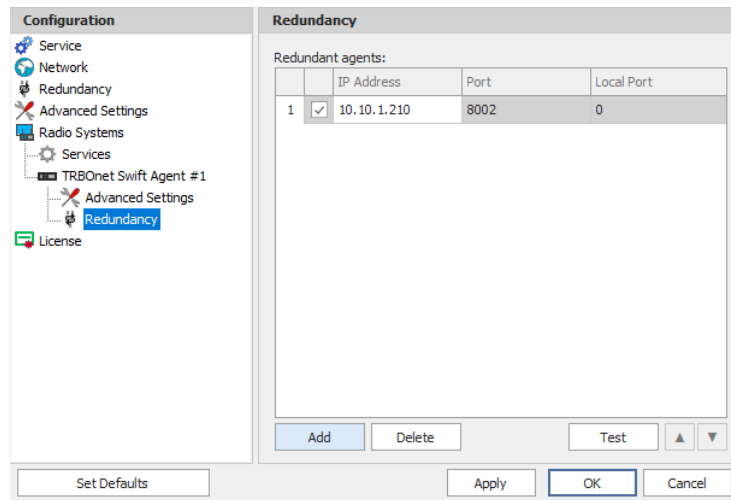 Configuration
Service
Network
Redundancy
Advanced Settings
Radio Systems
Services
TRBOnet Swift Agent #1
Advanced Settings
Redundancy
License
Redundancy
Redundant agents:
IP Address Port Local Port
1 10.10.1.210 8002 0
Add Delete Test
Set Defaults Apply OK Cancel